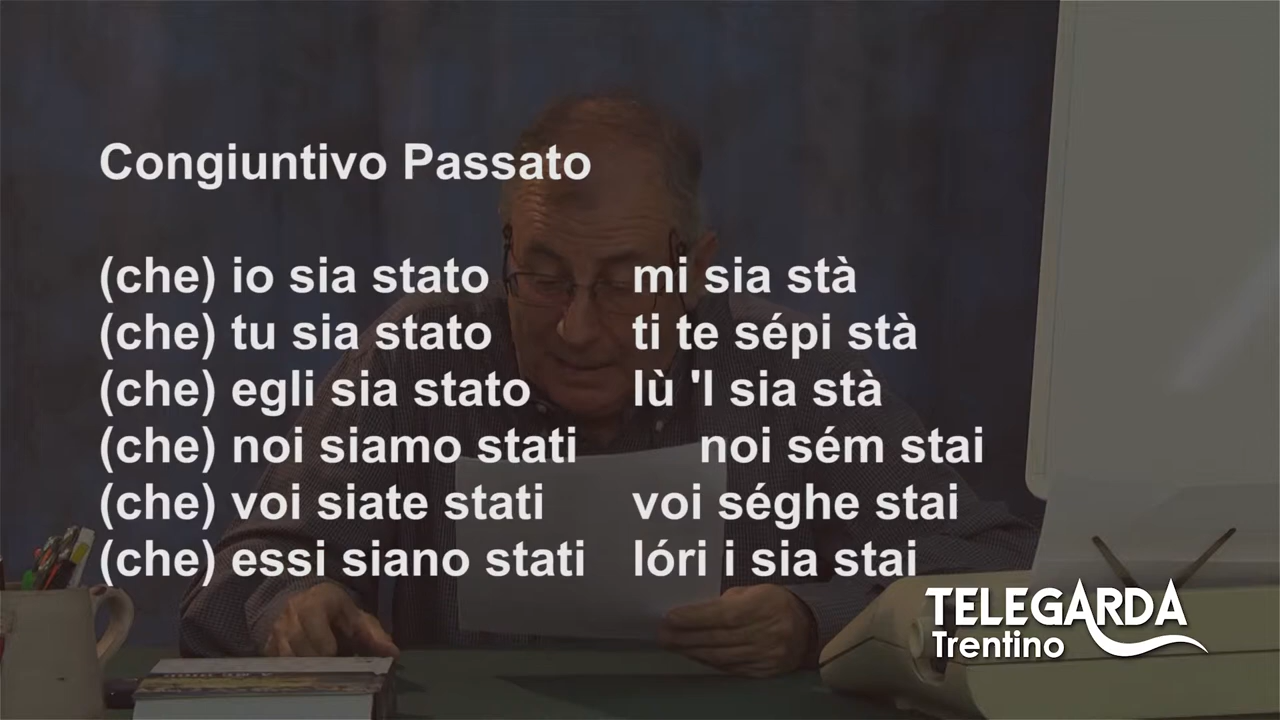 Congiuntivo Passato
(che) io sia stato mi sia stà
(che) tu sia stato ti te sépi stà
(che) egli sia stato lù 'l sia stà
(che) noi siamo stati noi sém stai
(che) voi siate stati voi séghe stai
(che) essi siano stati lóri i sia stai
TELEGARDA
Trentino